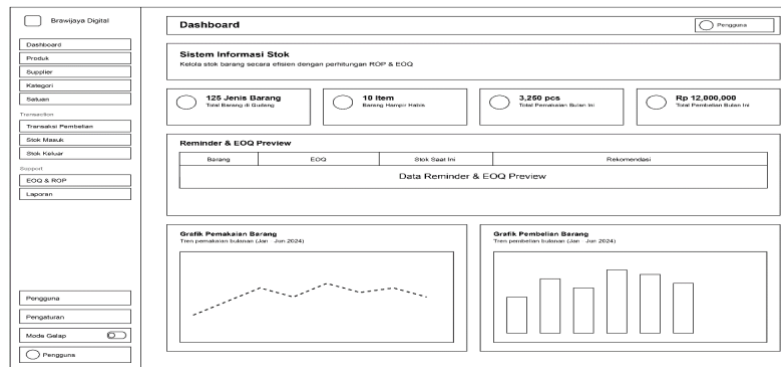 Brawijaya Digital
Dashboard
Produk
Supplier
Kategori
Satuan
Transaction
Transaksi Pembelian
Stok Masuk
Stok Keluar
Support
EOQ & ROP
Laporan
Pengguna
Pengaturan
Mode Gelap
Pengguna
Dashboard
Pengguna
Sistem Informasi Stok
Kelola stok barang secara efisien dengan perhitungan ROP & EOQ
125 Jenis Barang
Total Barang di Gudang
10 Item
Barang Hampir Habis
3,250 pcs
Total Pemakaian Bulan Ini
Rp 12,000,000
Total Pembelian Bulan Ini
Reminder & EOQ Preview
Barang EOQ Stok Saat Ini Rekomendasi
Data Reminder & EOQ Preview
Grafik Pemakaian Barang
Tren pemakaian bulanan (Jan - Jun 2024)
Grafik Pembelian Barang
Tren pembelian bulanan (Jan - Jun 2024)